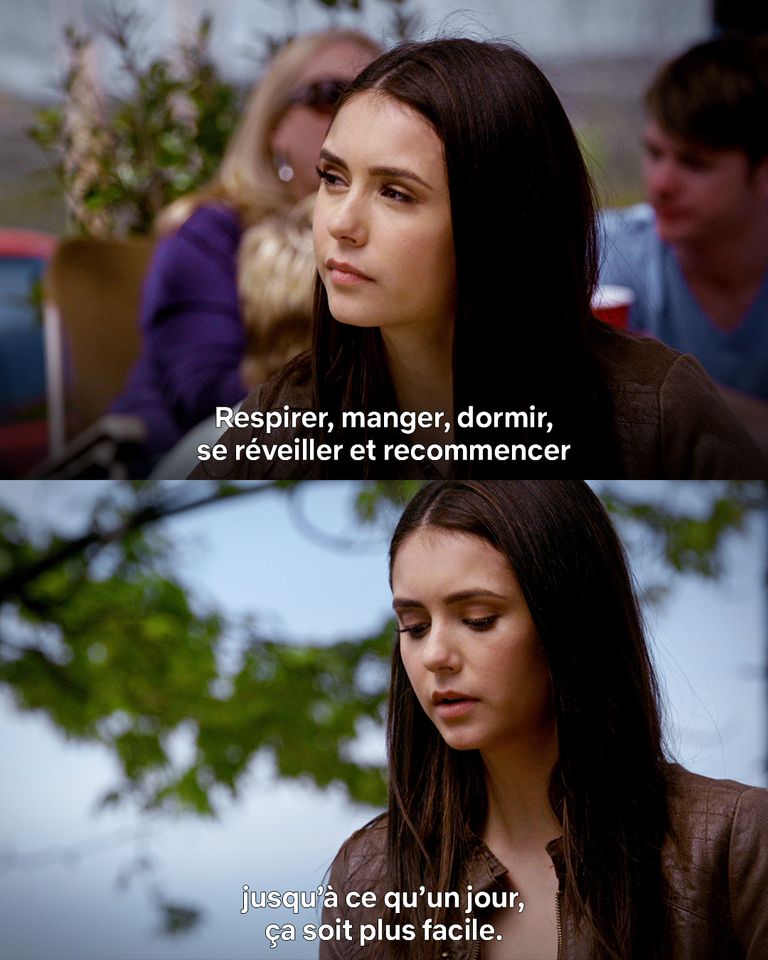 Respirer, manger, dormir,
se réveiller et recommencer
jusqu'à ce qu'un jour,
ça soit plus facile.